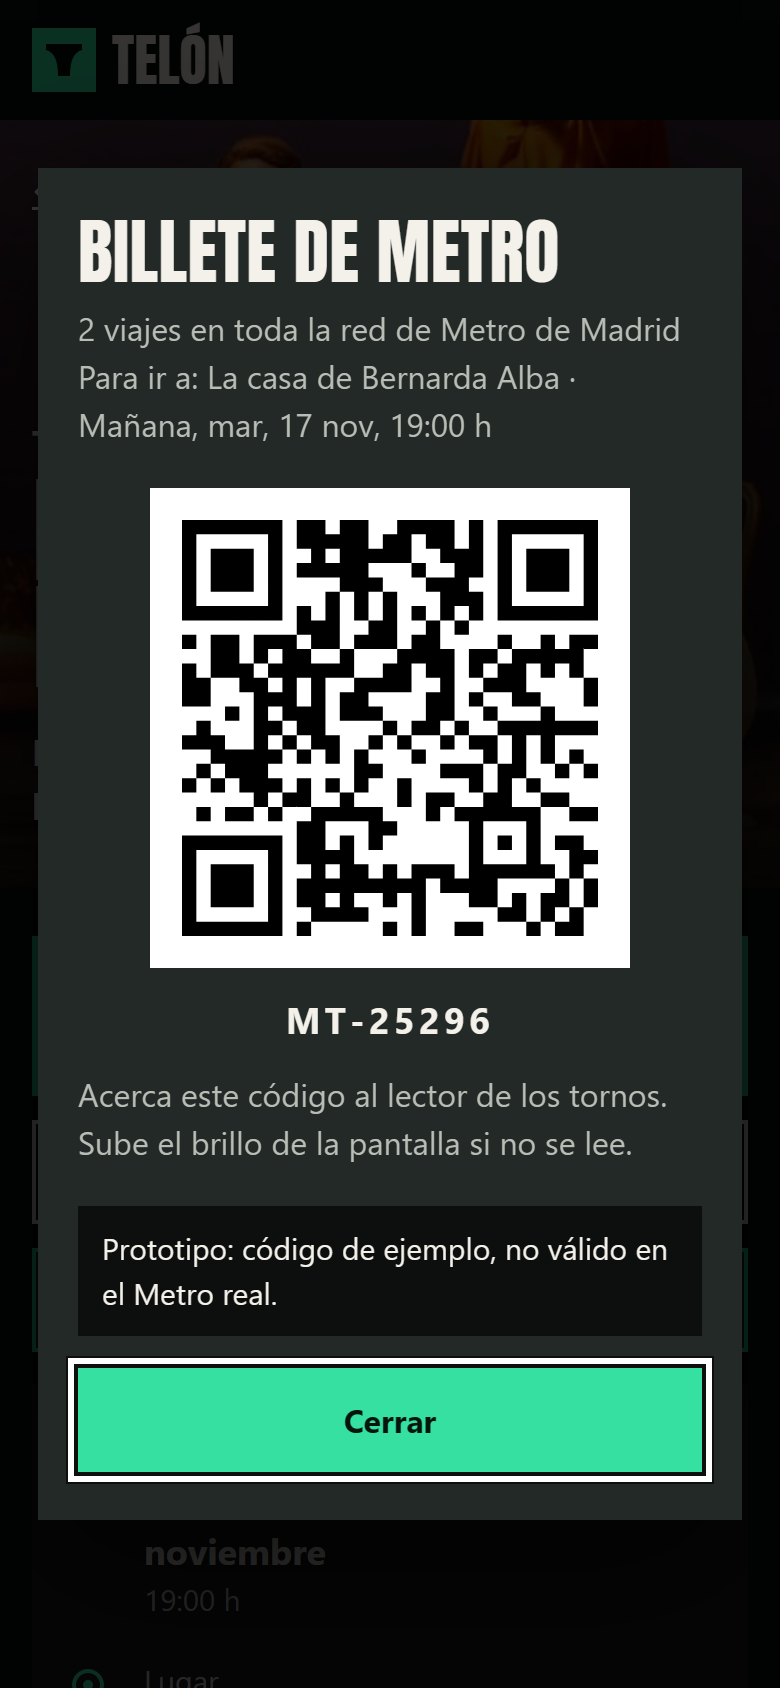 TELÓN
BILLETE DE METRO
2 viajes en toda la red de Metro de Madrid
Para ir a: La casa de Bernarda Alba ·
Mañana, mar, 17 nov, 19:00 h
MT-25296
Acerca este código al lector de los tornos.
Sube el brillo de la pantalla si no se lee.
Prototipo: código de ejemplo, no válido en
el Metro real.
Cerrar
noviembre
19:00 h
Lugar